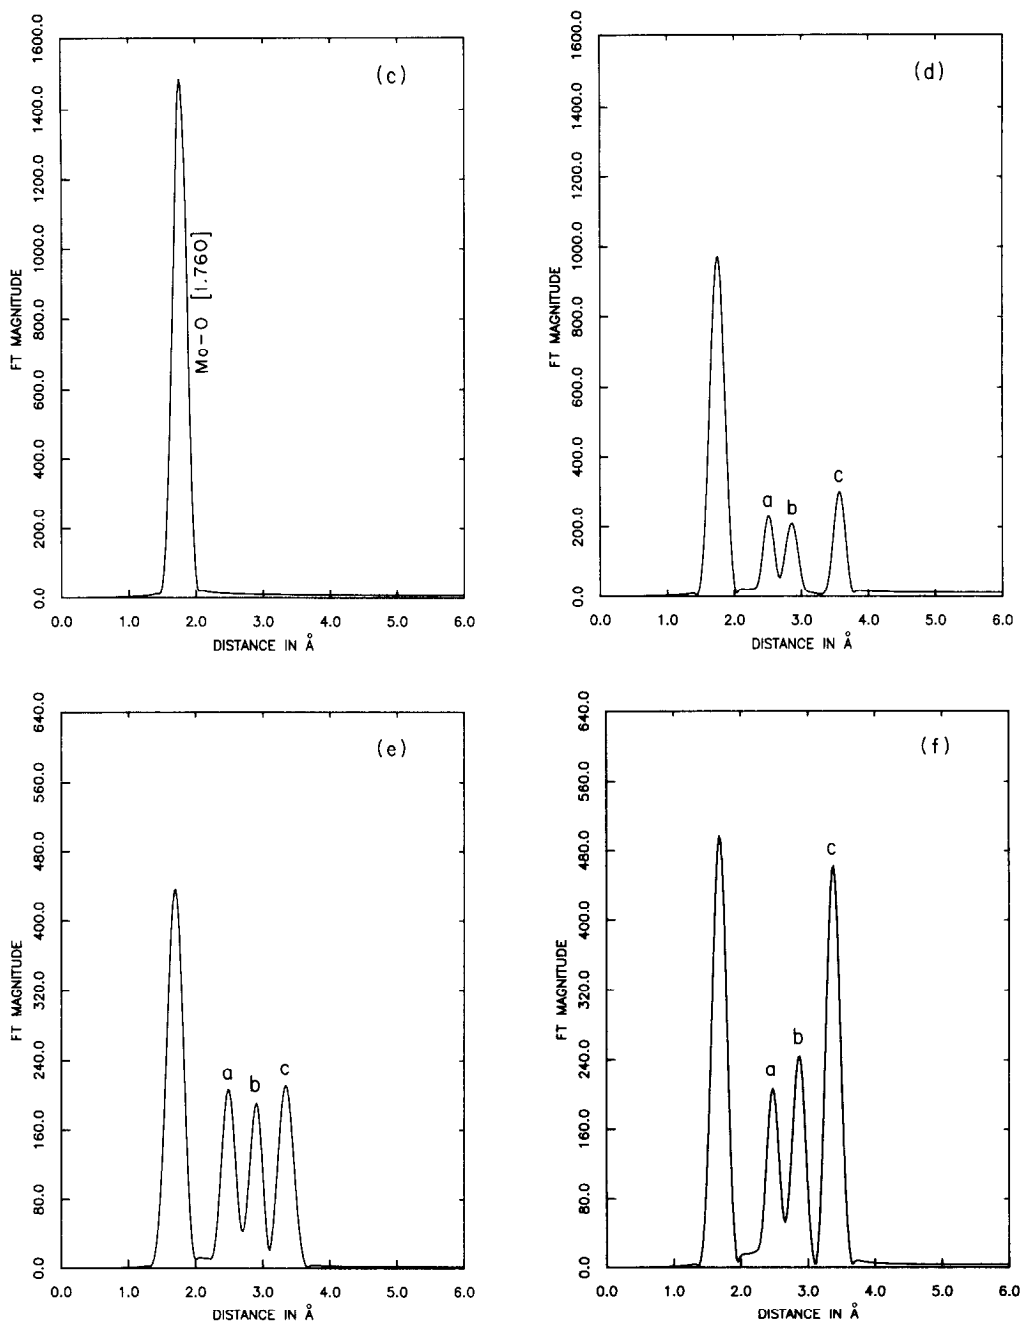 (c)
1600.0
1400.0
1200.0
1000.0
800.0
600.0
400.0
200.0
0.0
FT MAGNITUDE
Mo-O [1.760]
0.0 1.0 2.0 3.0 4.0 5.0 6.0
DISTANCE IN Å
(d)
1600.0
1400.0
1200.0
1000.0
800.0
600.0
400.0
200.0
0.0
FT MAGNITUDE
a
b
c
0.0 1.0 2.0 3.0 4.0 5.0 6.0
DISTANCE IN Å
(e)
640.0
560.0
480.0
400.0
320.0
240.0
160.0
80.0
0.0
FT MAGNITUDE
a
b
c
0.0 1.0 2.0 3.0 4.0 5.0 6.0
DISTANCE IN Å
(f)
640.0
560.0
480.0
400.0
320.0
240.0
160.0
80.0
0.0
FT MAGNITUDE
a
b
c
0.0 1.0 2.0 3.0 4.0 5.0 6.0
DISTANCE IN Å